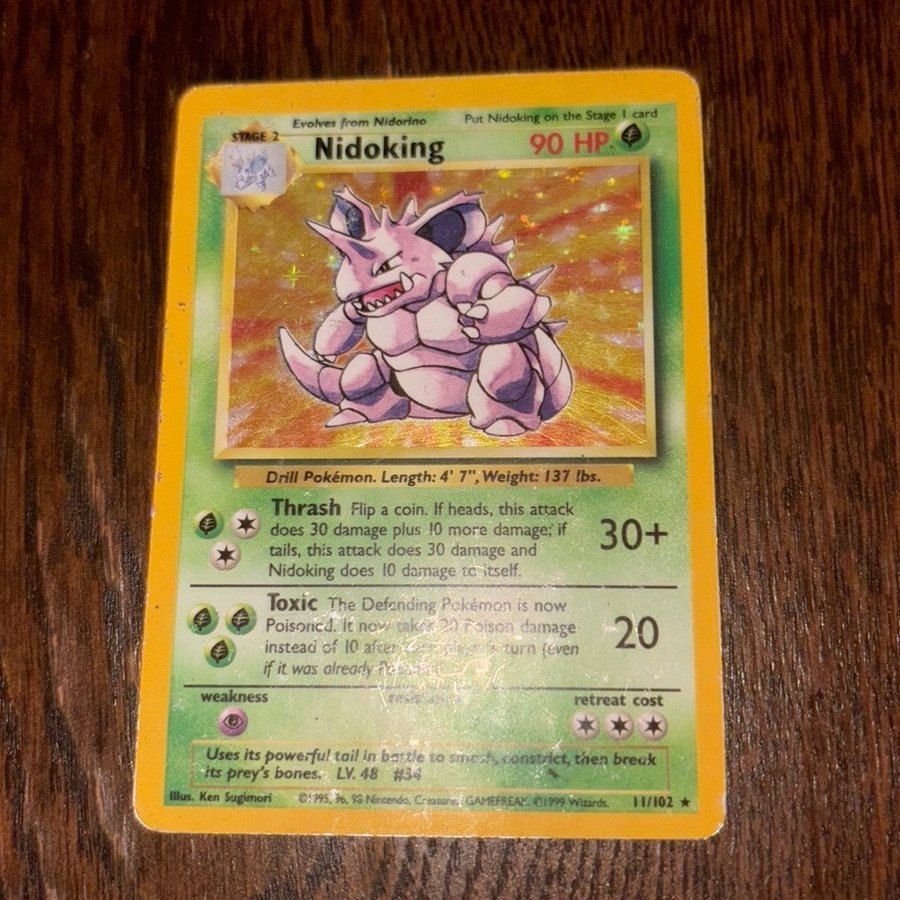 Evolves from Nidorino Put Nidoking on the Stage 1 card
STAGE 2 Nidoking 90 HP
Drill Pokémon. Length: 4' 7", Weight: 137 lbs.
Thrash Flip a coin. If heads, this attack
does 30 damage plus 10 more damage; if
tails, this attack does 30 damage and
Nidoking does 10 damage to itself.
30+
Toxic The Defending Pokémon is now
Poisoned. It now takes 20 Poison damage
instead of 10 after each player's turn (even
if it was already
20
weakness retreat cost
Uses its powerful tail in battle to smash, constrict, then break
its prey's bones. LV. 48 #34
Illus. Ken Sugimori ©1995, 96, 98 Nintendo, Creatures, GAMEFREAK. ©1999 Wizards. 11/102